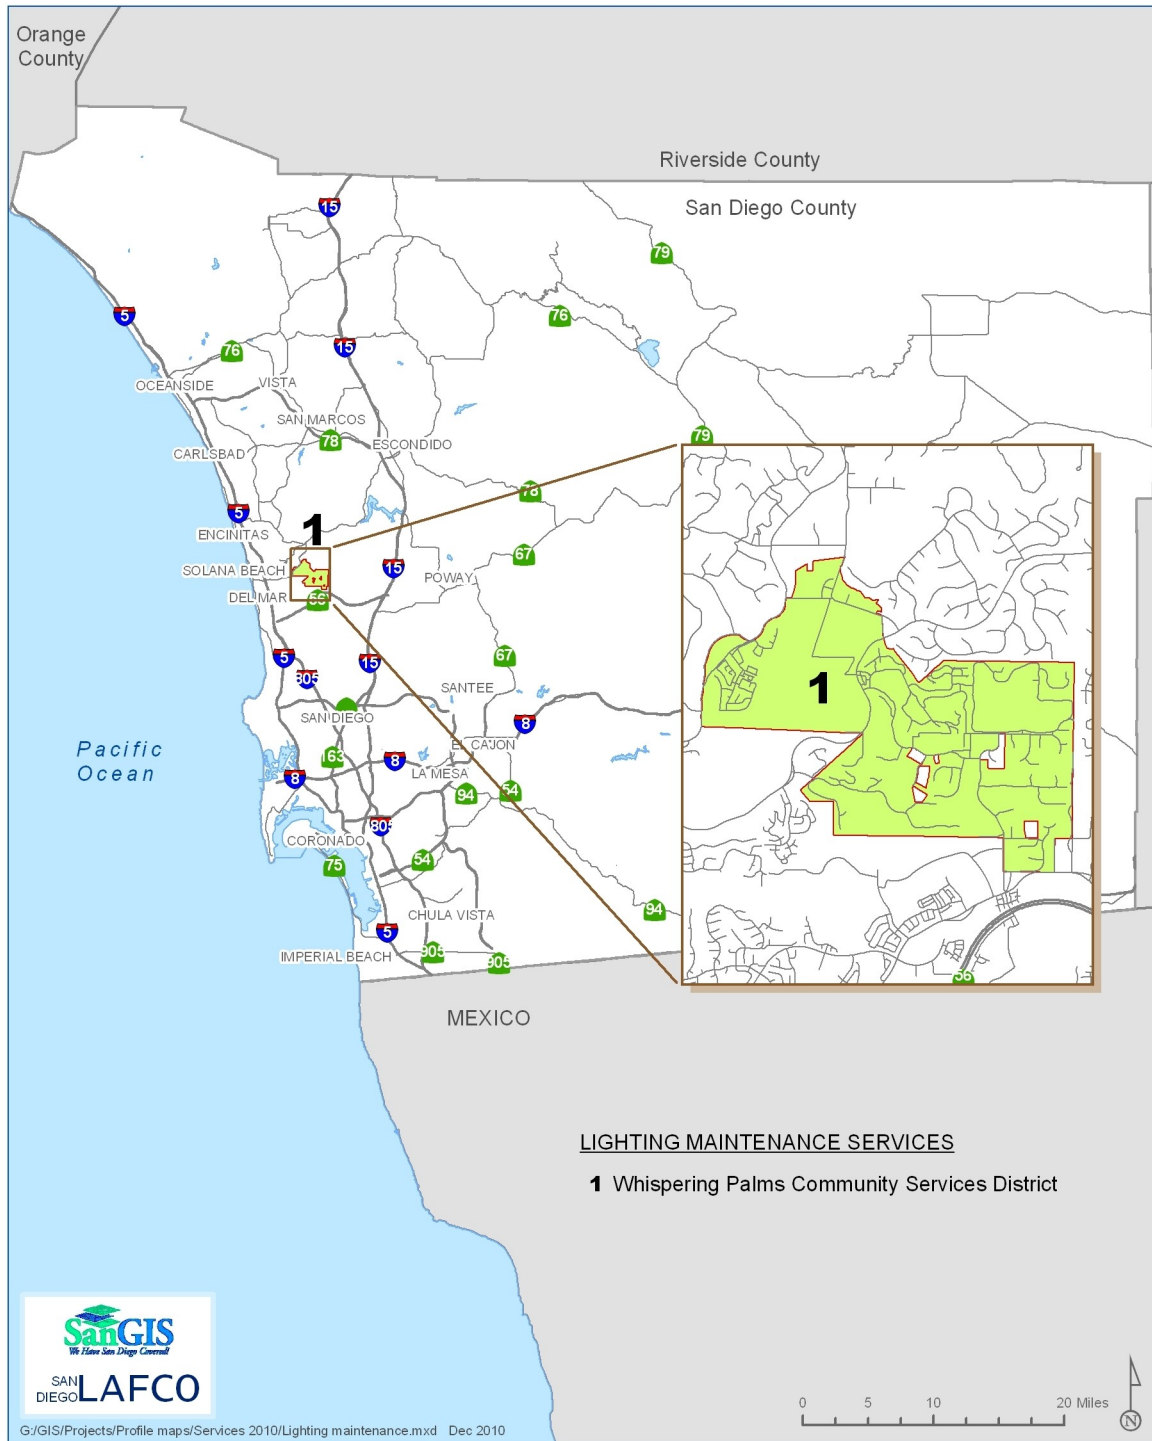 Orange
County
Riverside County
San Diego County
15
79
5
76
15
76
OCEANSIDE
VISTA
SAN MARCOS
78
ESCONDIDO
79
CARLSBAD
78
5
1
ENCINITAS
67
SOLANA BEACH
15
POWAY
DEL MAR
56
5
15
67
805
SANTEE
1
SAN DIEGO
8
EL CAJON
Pacific
Ocean
163
8
LA MESA
8
94
54
805
CORONADO
75
54
94
CHULA VISTA
5
IMPERIAL BEACH
905
905
56
MEXICO
LIGHTING MAINTENANCE SERVICES
1 Whispering Palms Community Services District
SanGIS
We Have San Diego Covered!
SAN
DIEGO LAFCO
0 5 10 20 Miles
N
G:/GIS/Projects/Profile maps/Services 2010/Lighting maintenance.mxd Dec 2010